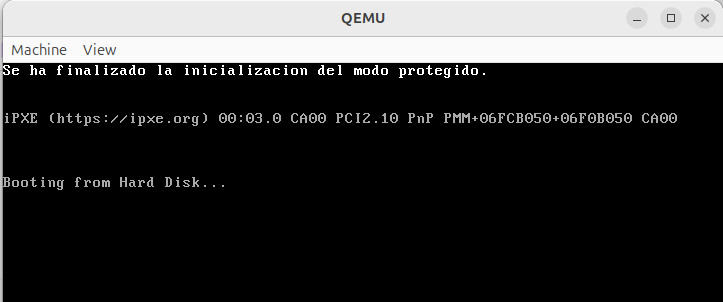 QEMU
Machine View
Se ha finalizado la inicializacion del modo protegido.
iPXE (https://ipxe.org) 00:03.0 CA00 PCI2.10 PnP PMM+06FCB050+06F0B050 CA00
Booting from Hard Disk...